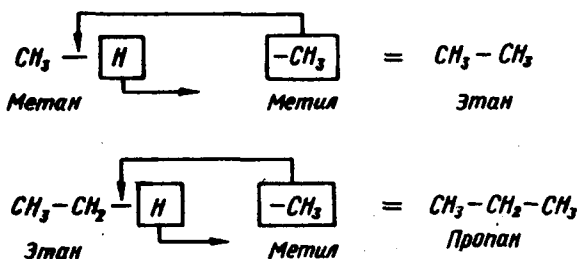 CH₃ — H −CH₃ = CH₃ − CH₃
Метан Метил Этан
CH₃−CH₂ — H −CH₃ = CH₃−CH₂−CH₃
Этан Метил Пропан